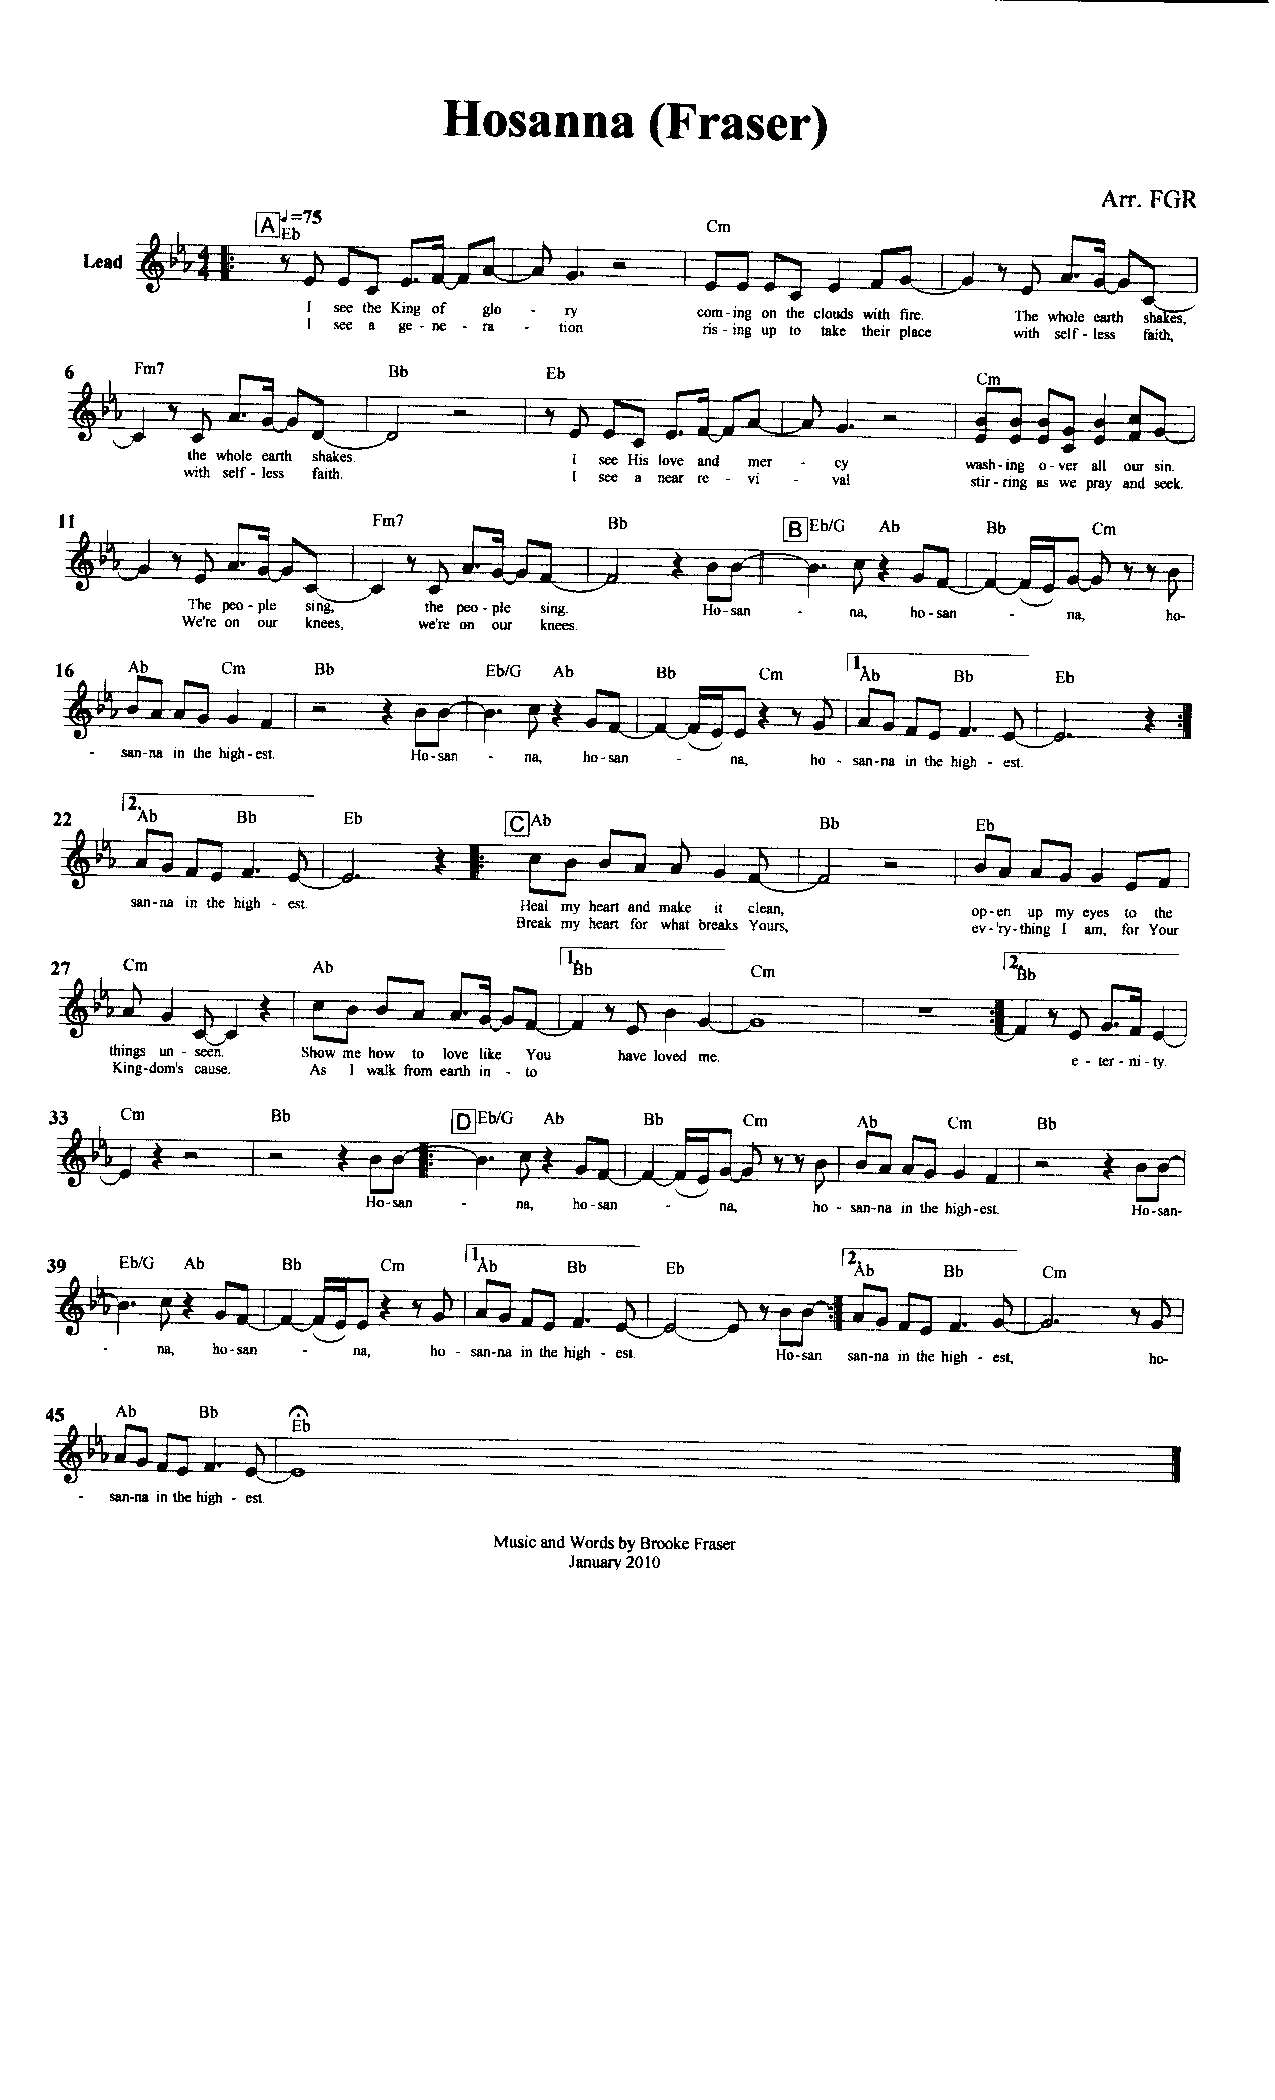 Hosanna (Fraser)
Arr. FGR
A ♩=75
Eb Cm
Lead
4/4
I see the King of glo - ry com-ing on the clouds with fire. The whole earth shakes,
I see a ge - ne - ra - tion ris - ing up to take their place with self - less faith,
6 Fm7 Bb Eb Cm
the whole earth shakes. I see His love and mer - cy wash-ing o-ver all our sin.
with self - less faith. I see a near re - vi - val stir - ring as we pray and seek.
11 Fm7 Bb B Eb/G Ab Bb Cm
The peo-ple sing, the peo-ple sing. Ho-san - na, ho-san - na, ho-
We're on our knees, we're on our knees.
16 Ab Cm Bb Eb/G Ab Bb Cm 1. Ab Bb Eb
- san-na in the high-est. Ho-san - na, ho-san - na, ho - san-na in the high - est.
22 2. Ab Bb Eb C Ab Bb Eb
san-na in the high - est. Heal my heart and make it clean, op-en up my eyes to the
Break my heart for what breaks Yours, ev-'ry-thing I am, for Your
27 Cm Ab 1. Bb Cm 2. Bb
things un - seen. Show me how to love like You have loved me. e - ter - ni - ty.
King-dom's cause. As I walk from earth in - to
33 Cm Bb D Eb/G Ab Bb Cm Ab Cm Bb
Ho-san - na, ho-san - na, ho - san-na in the high-est. Ho-san-
39 Eb/G Ab Bb Cm 1. Ab Bb Eb 2. Ab Bb Cm
- na, ho-san - na, ho - san-na in the high - est. Ho-san san-na in the high - est, ho-
45 Ab Bb Eb
- san-na in the high - est.
Music and Words by Brooke Fraser
January 2010